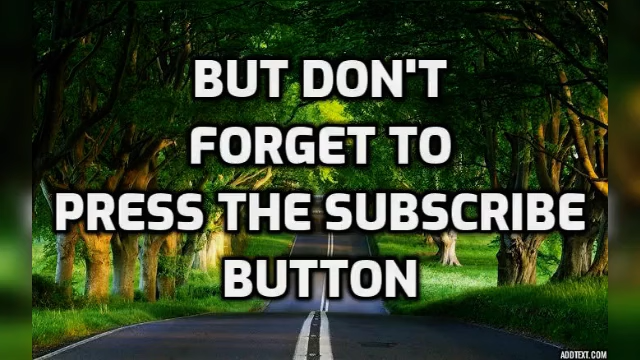 BUT DON'T
FORGET TO
PRESS THE SUBSCRIBE
BUTTON
ADDTEXT.COM